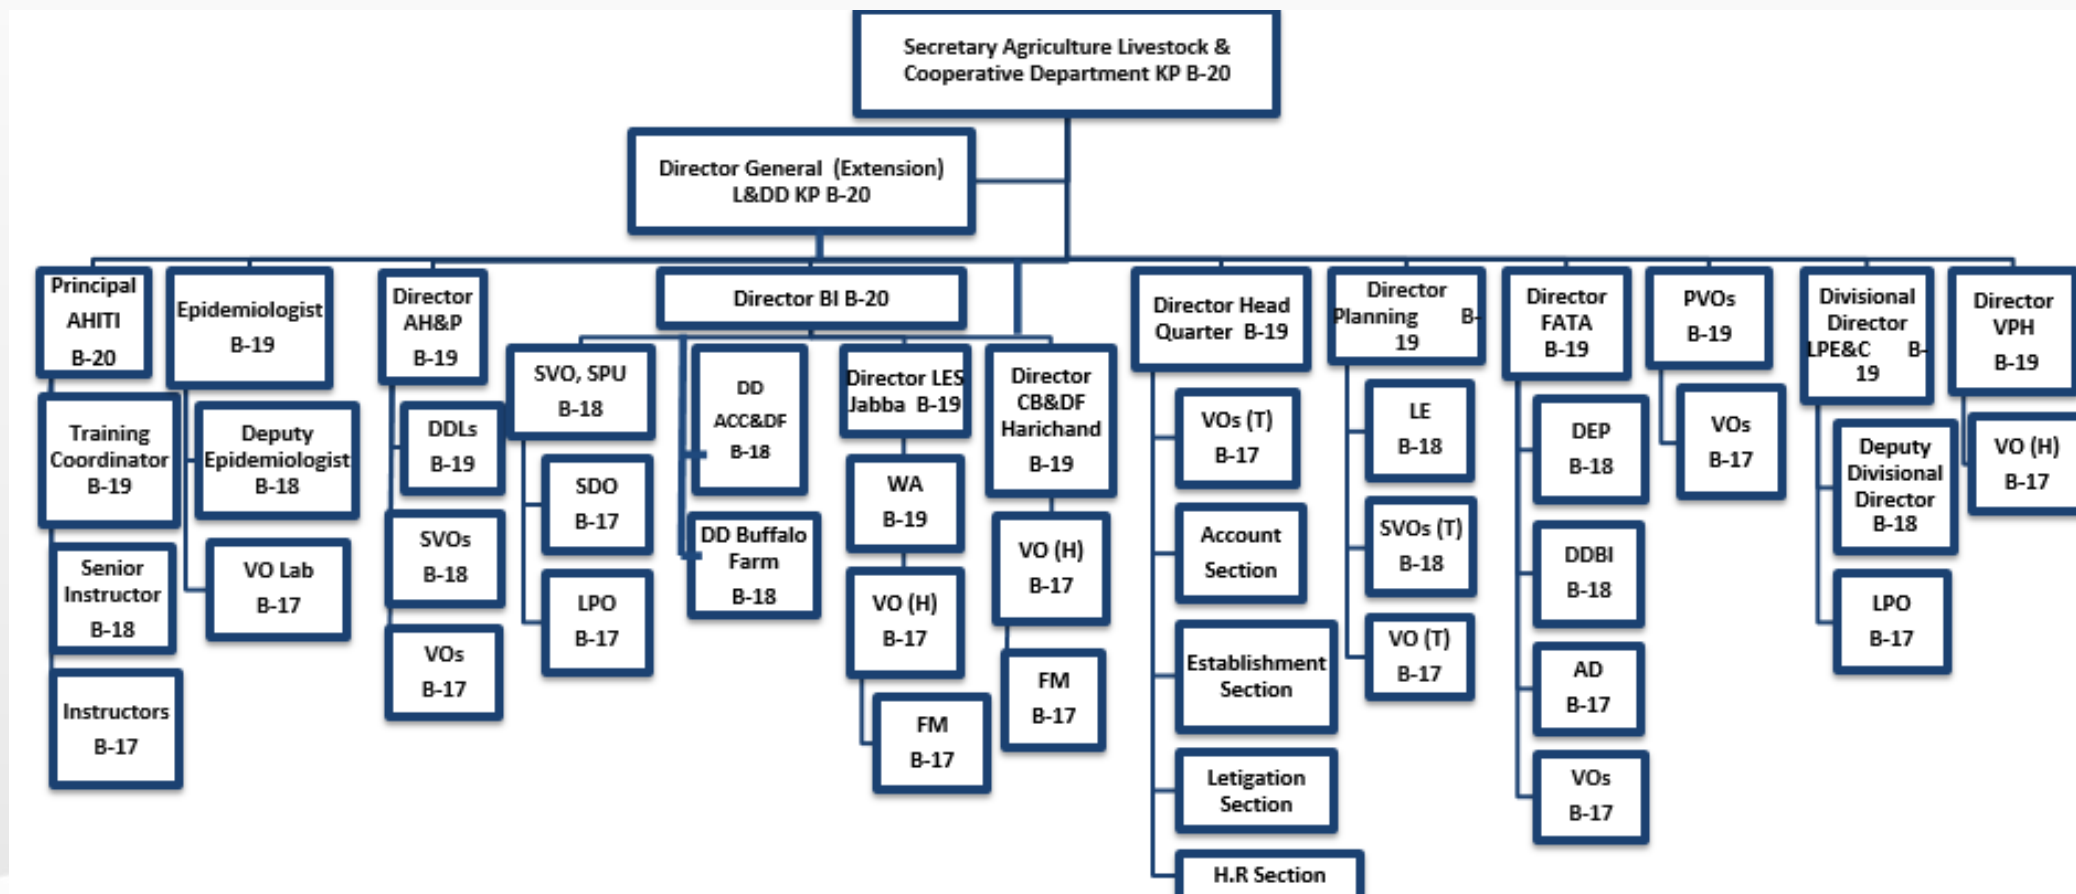 Secretary Agriculture Livestock &
Cooperative Department KP B-20
Director General (Extension)
L&DD KP B-20
Principal
AHITI
B-20
Training
Coordinator
B-19
Senior
Instructor
B-18
Instructors
B-17
Epidemiologist
B-19
Deputy
Epidemiologist
B-18
VO Lab
B-17
Director
AH&P
B-19
DDLs
B-19
SVOs
B-18
VOs
B-17
Director BI B-20
SVO, SPU
B-18
SDO
B-17
LPO
B-17
DD
ACC&DF
B-18
DD Buffalo
Farm
B-18
Director LES
Jabba B-19
WA
B-19
VO (H)
B-17
FM
B-17
Director
CB&DF
Harichand
B-19
VO (H)
B-17
FM
B-17
Director Head
Quarter B-19
VOs (T)
B-17
Account
Section
Establishment
Section
Letigation
Section
H.R Section
Director
Planning B-
19
LE
B-18
SVOs (T)
B-18
VO (T)
B-17
Director
FATA
B-19
DEP
B-18
DDBI
B-18
AD
B-17
VOs
B-17
PVOs
B-19
VOs
B-17
Divisional
Director
LPE&C B-
19
Deputy
Divisional
Director
B-18
LPO
B-17
Director
VPH
B-19
VO (H)
B-17